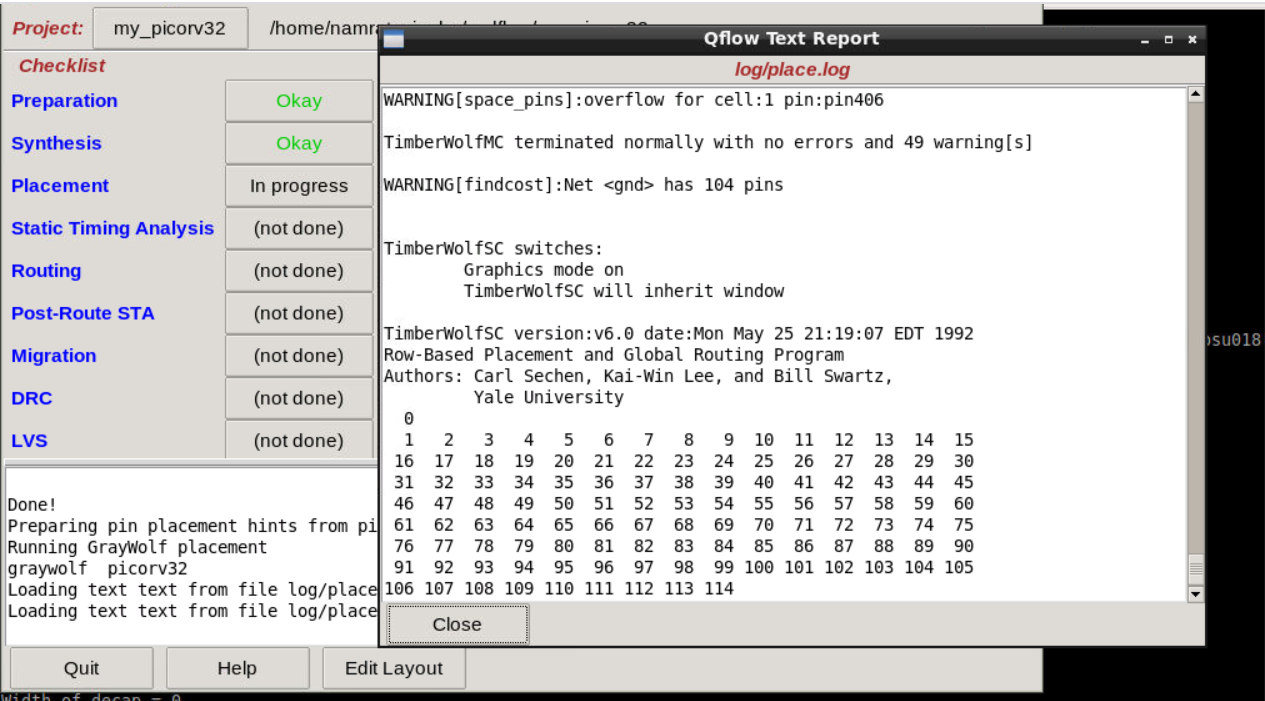 Project: my_picorv32 /home/namr
Checklist
Preparation Okay
Synthesis Okay
Placement In progress
Static Timing Analysis (not done)
Routing (not done)
Post-Route STA (not done)
Migration (not done)
DRC (not done)
LVS (not done)
Done!
Preparing pin placement hints from pi
Running GrayWolf placement
graywolf picorv32
Loading text text from file log/place
Loading text text from file log/place
Quit Help Edit Layout
Qflow Text Report
log/place.log
WARNING[space_pins]:overflow for cell:1 pin:pin406
TimberWolfMC terminated normally with no errors and 49 warning[s]
WARNING[findcost]:Net <gnd> has 104 pins
TimberWolfSC switches:
Graphics mode on
TimberWolfSC will inherit window
TimberWolfSC version:v6.0 date:Mon May 25 21:19:07 EDT 1992
Row-Based Placement and Global Routing Program
Authors: Carl Sechen, Kai-Win Lee, and Bill Swartz,
Yale University
0
1 2 3 4 5 6 7 8 9 10 11 12 13 14 15
16 17 18 19 20 21 22 23 24 25 26 27 28 29 30
31 32 33 34 35 36 37 38 39 40 41 42 43 44 45
46 47 48 49 50 51 52 53 54 55 56 57 58 59 60
61 62 63 64 65 66 67 68 69 70 71 72 73 74 75
76 77 78 79 80 81 82 83 84 85 86 87 88 89 90
91 92 93 94 95 96 97 98 99 100 101 102 103 104 105
106 107 108 109 110 111 112 113 114
Close
su018
Width of decap = 0